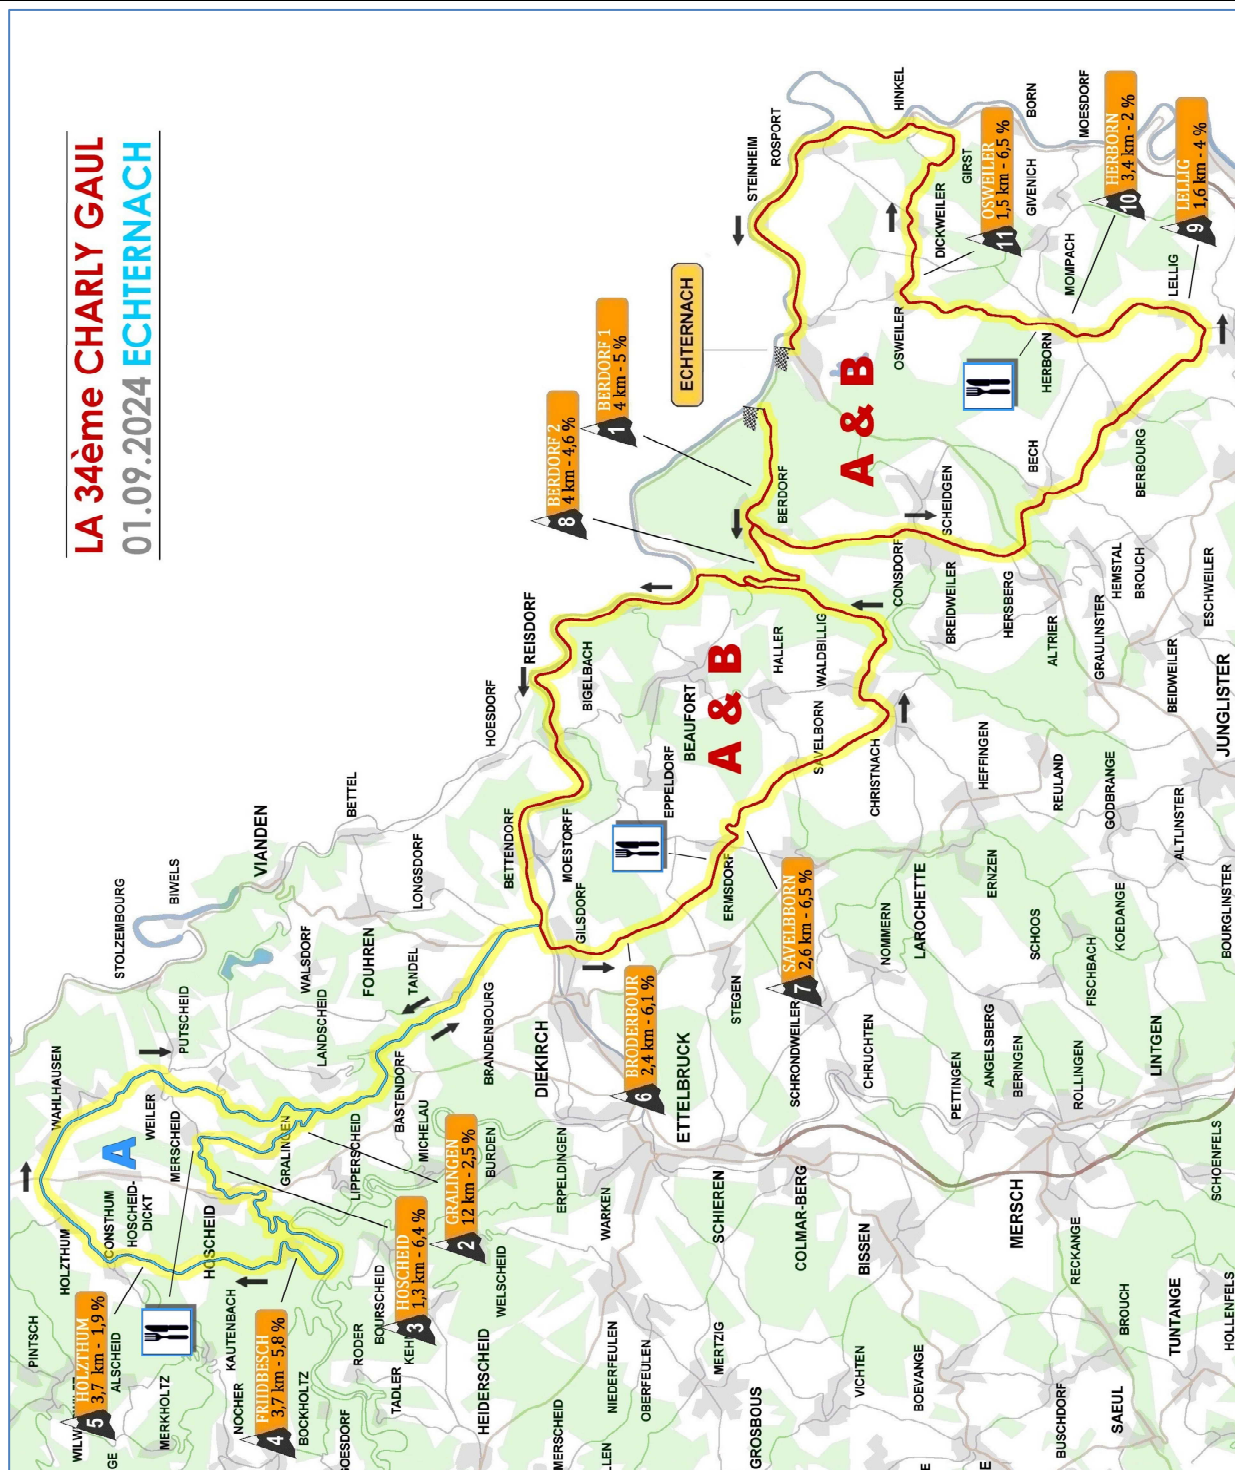 LA 34ème CHARLY GAUL
01.09.2024 ECHTERNACH
STEINHEIM
ROSPORT
HINKEL
BORN
MOESDORF
GIRST
GIVENICH
DICKWEILER
OSWEILER
1,5 km - 6,5 %
11
HERBORN
3,4 km - 2 %
10
LELLIG
1,6 km - 4 %
9
MOMPACH
LELLIG
OSWEILER
HERBORN
ECHTERNACH
BERDORF 1
4 km - 5 %
1
BERDORF 2
4 km - 4,6 %
8
A & B
BERDORF
SCHEIDGEN
BECH
BERBOURG
CONSDORF
BREIDWEILER
HERSBERG
ALTRIER
HEMSTAL
BROUCH
GRAULINSTER
ESCHWEILER
BEIDWEILER
JUNGLISTER
REISDORF
BIGELBACH
HOESDORF
HALLER
WALDBILLIG
BEAUFORT
A & B
SAVELBORN
CHRISTNACH
EPPELDORF
HEFFINGEN
REULAND
GODBRANGE
ALTLINSTER
BOURGLINSTER
ERMSDORF
BETTEL
VIANDEN
BIWELS
STOLZEMBOURG
BETTENDORF
MOESTORFF
GILSDORF
LONGSDORF
FOUHREN
TANDEL
WALSDORF
LANDSCHEID
PUTSCHEID
BRANDENBOURG
BASTENDORF
DIEKIRCH
SAVELBBORN
2,6 km - 6,5 %
7
BRODERBOUR
2,4 km - 6,1 %
6
STEGEN
NOMMERN
LAROCHETTE
ERNZEN
SCHOOS
KOEDANGE
FISCHBACH
SCHRONDWEILER
CHRUCHTEN
PETTINGEN
ANGELSBERG
BERINGEN
ROLLINGEN
LINTGEN
ETTELBRUCK
WAHLHAUSEN
WEILER
MERSCHEID
A
GRALINGEN
LIPPERSCHEID
MICHELAU
BURDEN
ERPELDINGEN
WARKEN
SCHIEREN
COLMAR-BERG
BISSEN
MERSCH
SCHOENFELS
RECKANGE
BROUCH
TUNTANGE
HOLLENFELS
CONSTHUM
HOSCHEID-
DICKT
HOLZTHUM
HOSCHEID
GRALINGEN
12 km - 2,5 %
2
HOSCHEID
1,3 km - 6,4 %
3
WELSCHEID
BOURSCHEID
RODER
KEH
TADLER
HEIDERSCHEID
NIEDERFEULEN
OBERFEULEN
MERTZIG
GROSBOUS
VICHTEN
BOEVANGE
BUSCHDORF
SAEUL
HOLZTHUM
3,7 km - 1,9 %
5
PINTSCH
ALSCHEID
MERKHOLTZ
KAUTENBACH
NOCHER
FRIIDBESCH
3,7 km - 5,8 %
4
BOCKHOLTZ
GOESDORF
MERSCHEID